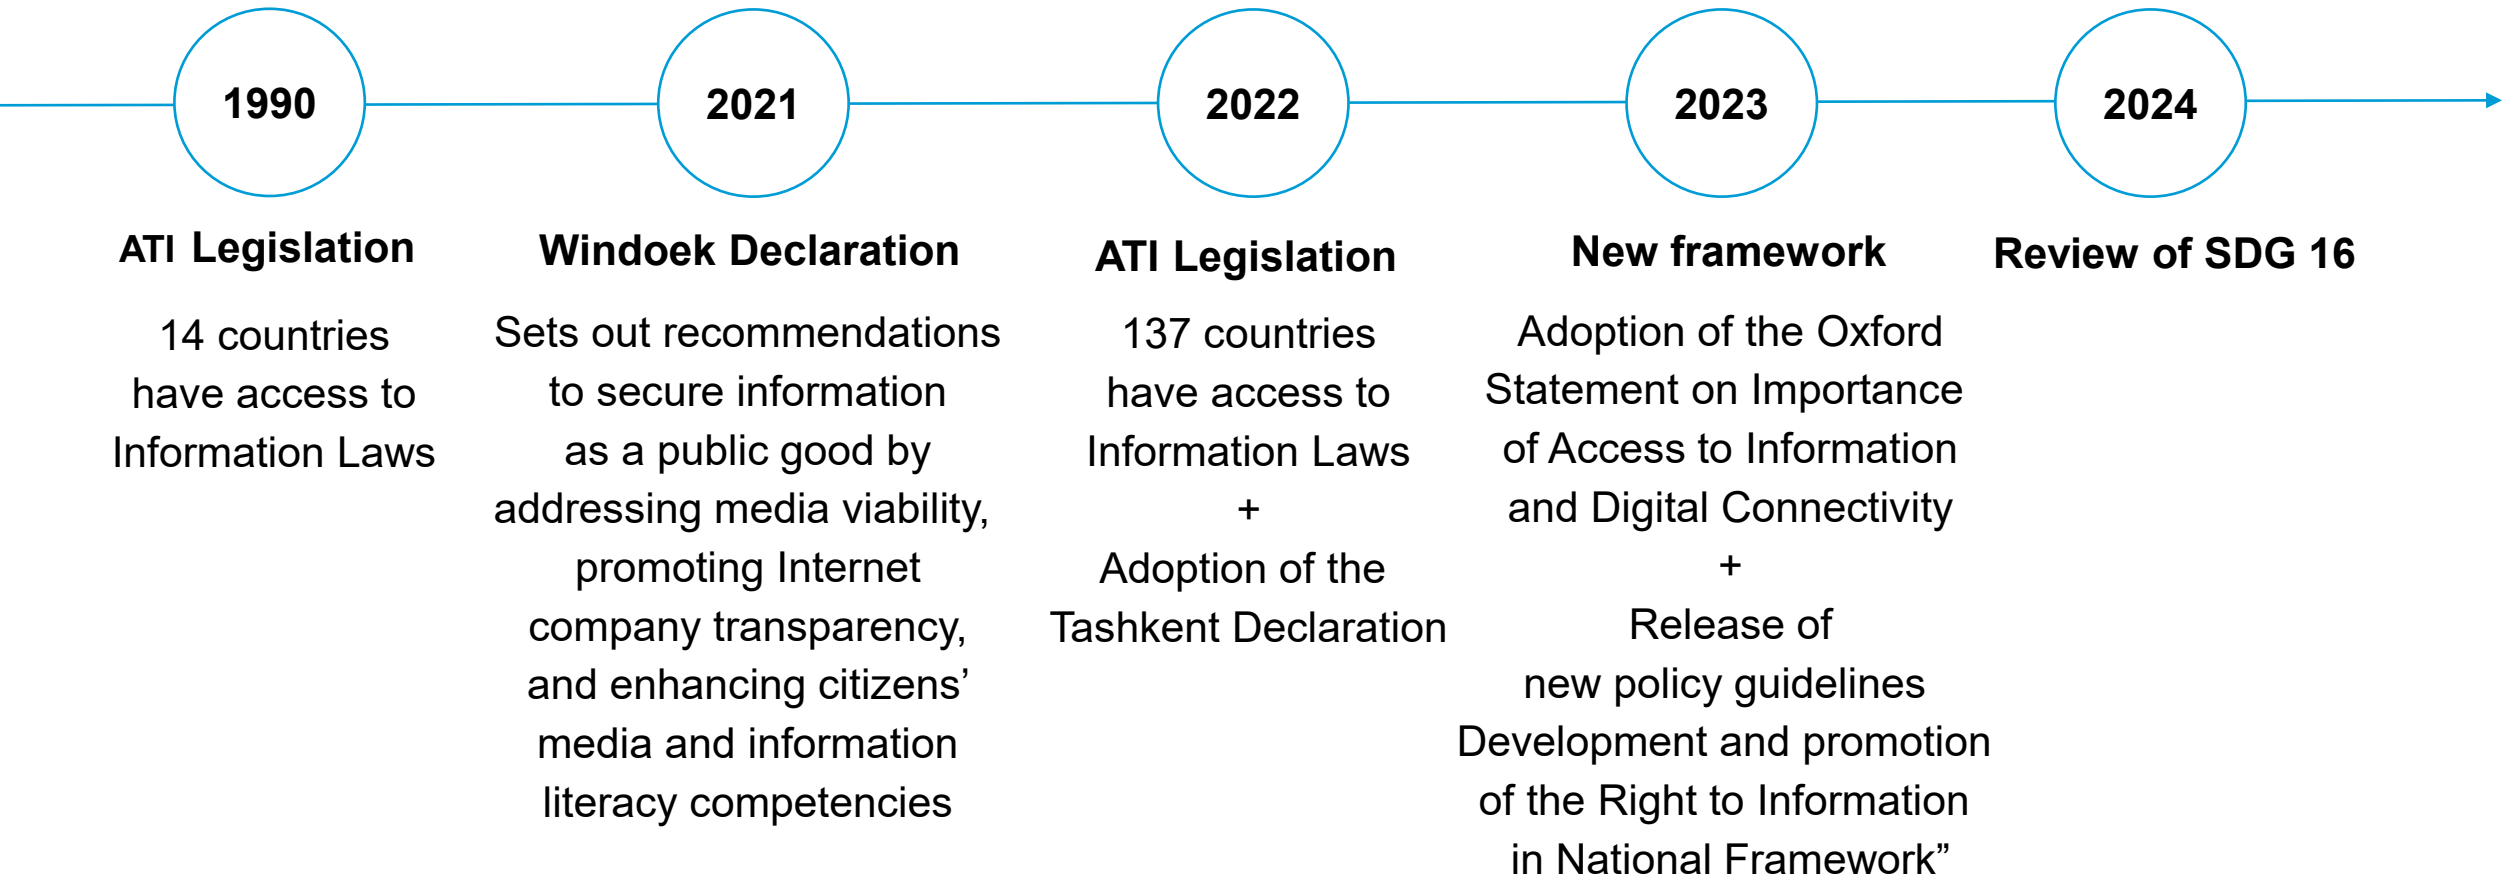 1990
ATI Legislation
14 countries
have access to
Information Laws
2021
Windoek Declaration
Sets out recommendations
to secure information
as a public good by
addressing media viability,
promoting Internet
company transparency,
and enhancing citizens’
media and information
literacy competencies
2022
ATI Legislation
137 countries
have access to
Information Laws
+
Adoption of the
Tashkent Declaration
2023
New framework
Adoption of the Oxford
Statement on Importance
of Access to Information
and Digital Connectivity
+
Release of
new policy guidelines
Development and promotion
of the Right to Information
in National Framework”
2024
Review of SDG 16